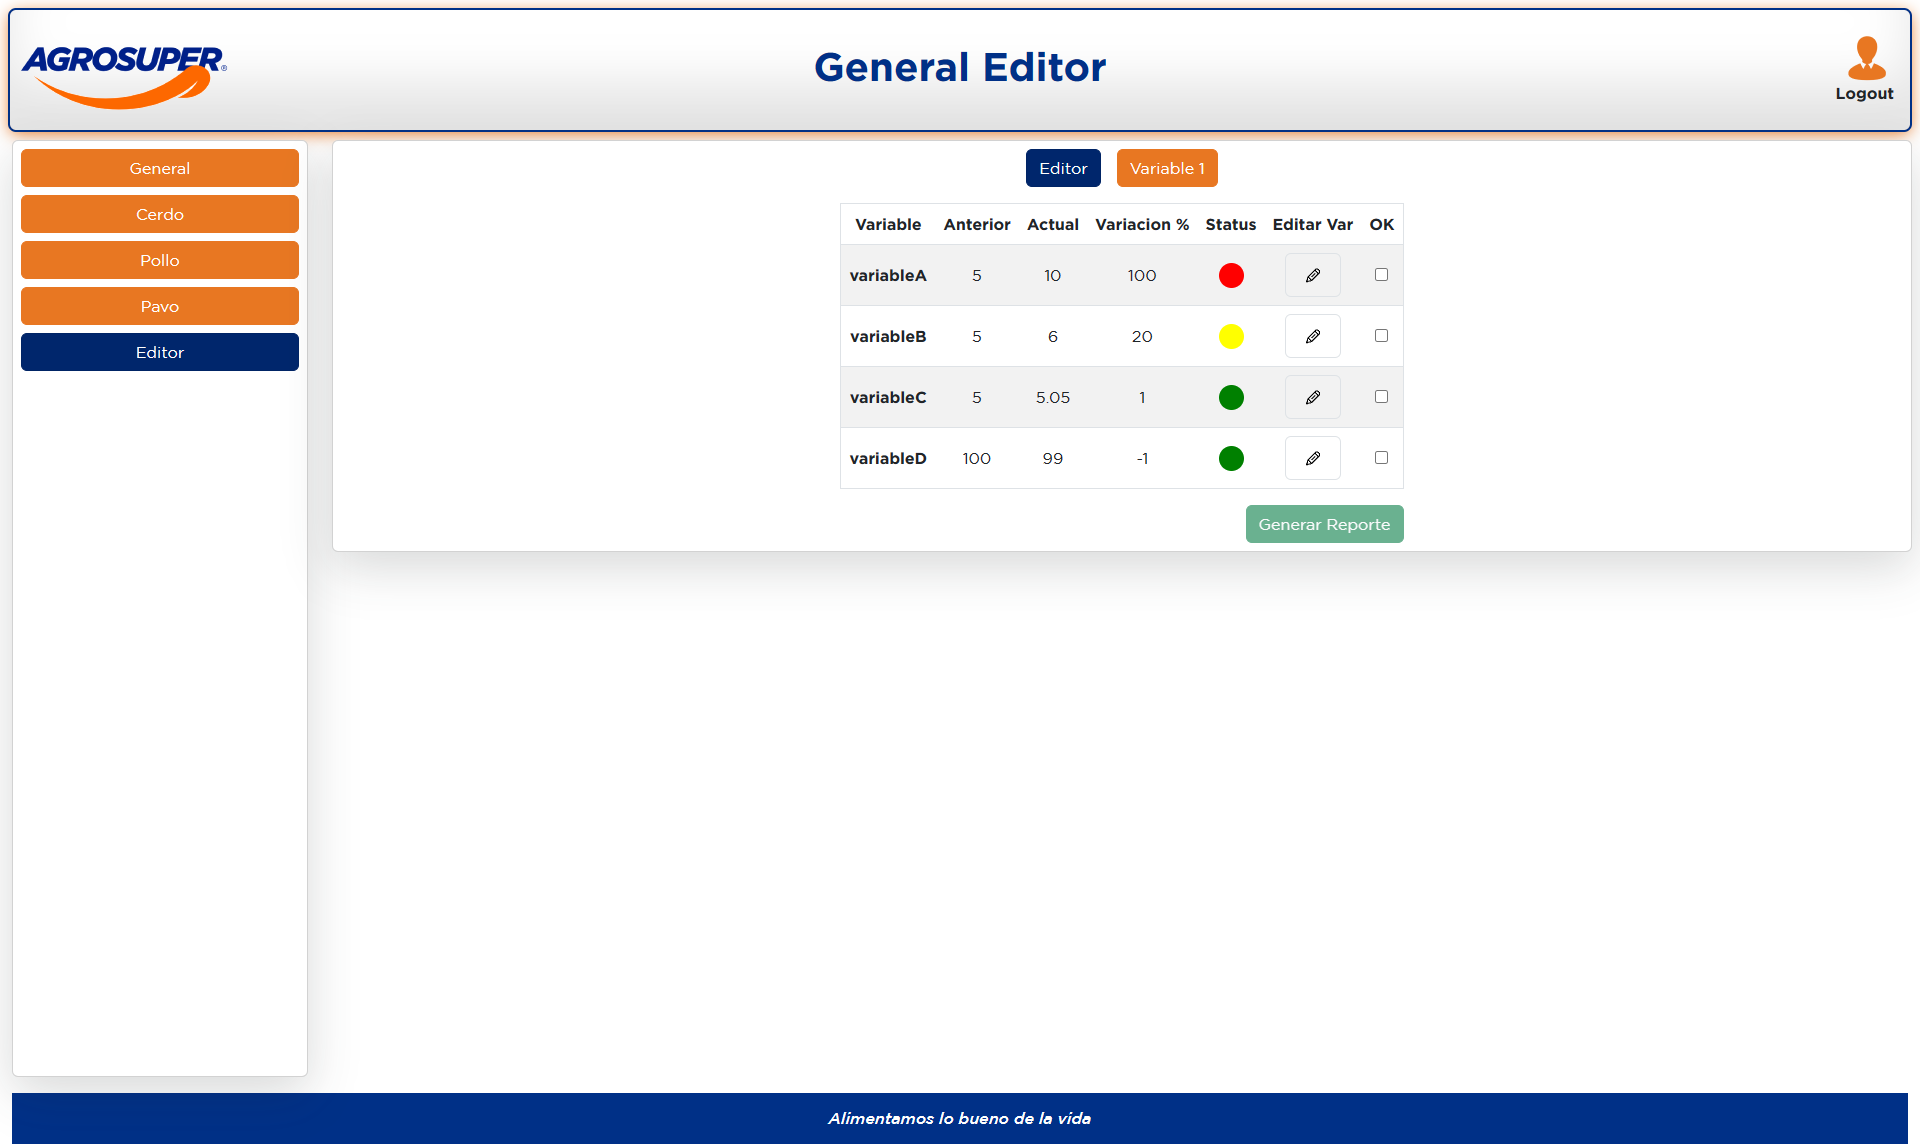 AGROSUPER®
General Editor
Logout
General
Cerdo
Pollo
Pavo
Editor
Editor Variable 1
Variable Anterior Actual Variacion % Status Editar Var OK
variableA 5 10 100
variableB 5 6 20
variableC 5 5.05 1
variableD 100 99 -1
Generar Reporte
Alimentamos lo bueno de la vida